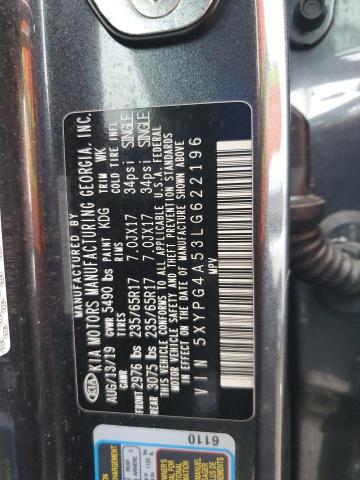 KIA MOTORS MANUFACTURING GEORGIA, INC.
MANUFACTURED BY
AUG/13/19 GVWR 5490 lbs PAINT KDG TRIM WK
GAWR TIRES RIMS COLD TIRE INFL
FRONT 2976 lbs 235/65R17 7.00X17 34psi SINGLE
REAR 3075 lbs 235/65R17 7.00X17 34psi SINGLE
THIS VEHICLE CONFORMS TO ALL APPLICABLE U.S.A. FEDERAL
MOTOR VEHICLE SAFETY AND THEFT PREVENTION STANDARDS
IN EFFECT ON THE DATE OF MANUFACTURE SHOWN ABOVE.
VIN 5XYPG4A53LG622196
MPV
6110